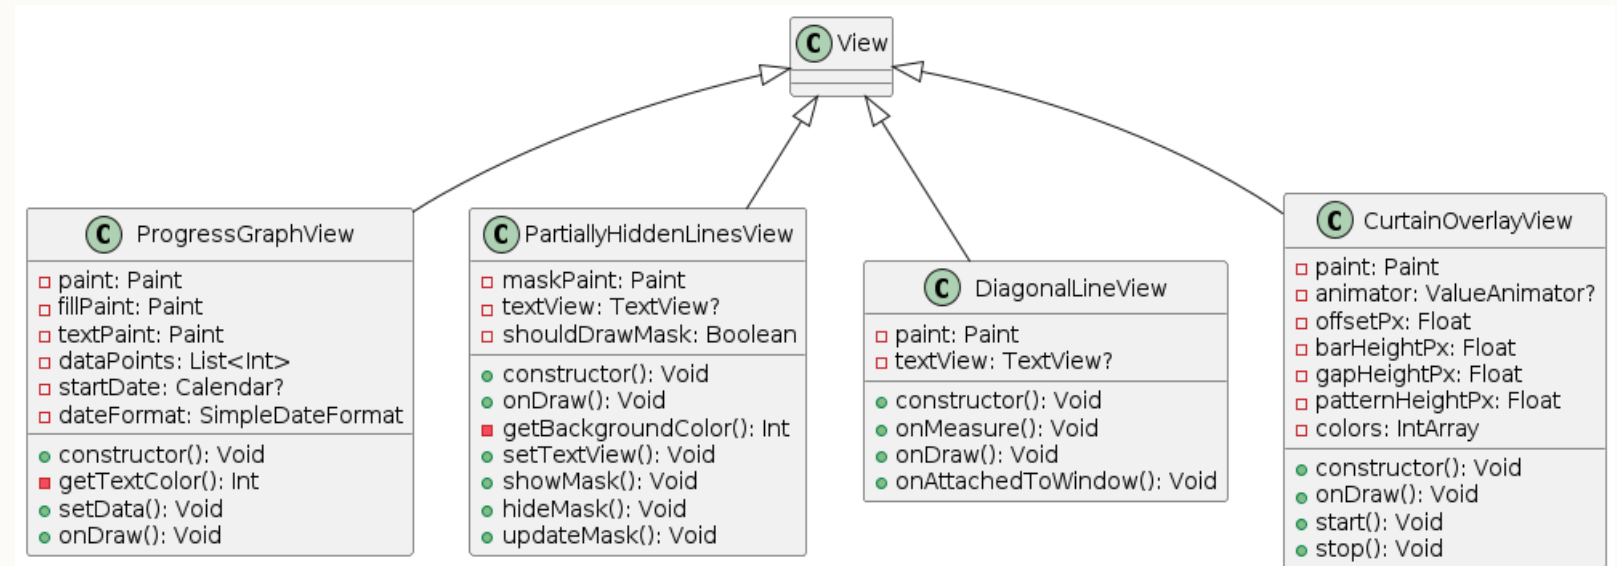 C View
C ProgressGraphView
paint: Paint
fillPaint: Paint
textPaint: Paint
dataPoints: List<Int>
startDate: Calendar?
dateFormat: SimpleDateFormat
constructor(): Void
getTextColor(): Int
setData(): Void
onDraw(): Void
C PartiallyHiddenLinesView
maskPaint: Paint
textView: TextView?
shouldDrawMask: Boolean
constructor(): Void
onDraw(): Void
getBackgroundColor(): Int
setTextView(): Void
showMask(): Void
hideMask(): Void
updateMask(): Void
C DiagonalLineView
paint: Paint
textView: TextView?
constructor(): Void
onMeasure(): Void
onDraw(): Void
onAttachedToWindow(): Void
C CurtainOverlayView
paint: Paint
animator: ValueAnimator?
offsetPx: Float
barHeightPx: Float
gapHeightPx: Float
patternHeightPx: Float
colors: IntArray
constructor(): Void
onDraw(): Void
start(): Void
stop(): Void